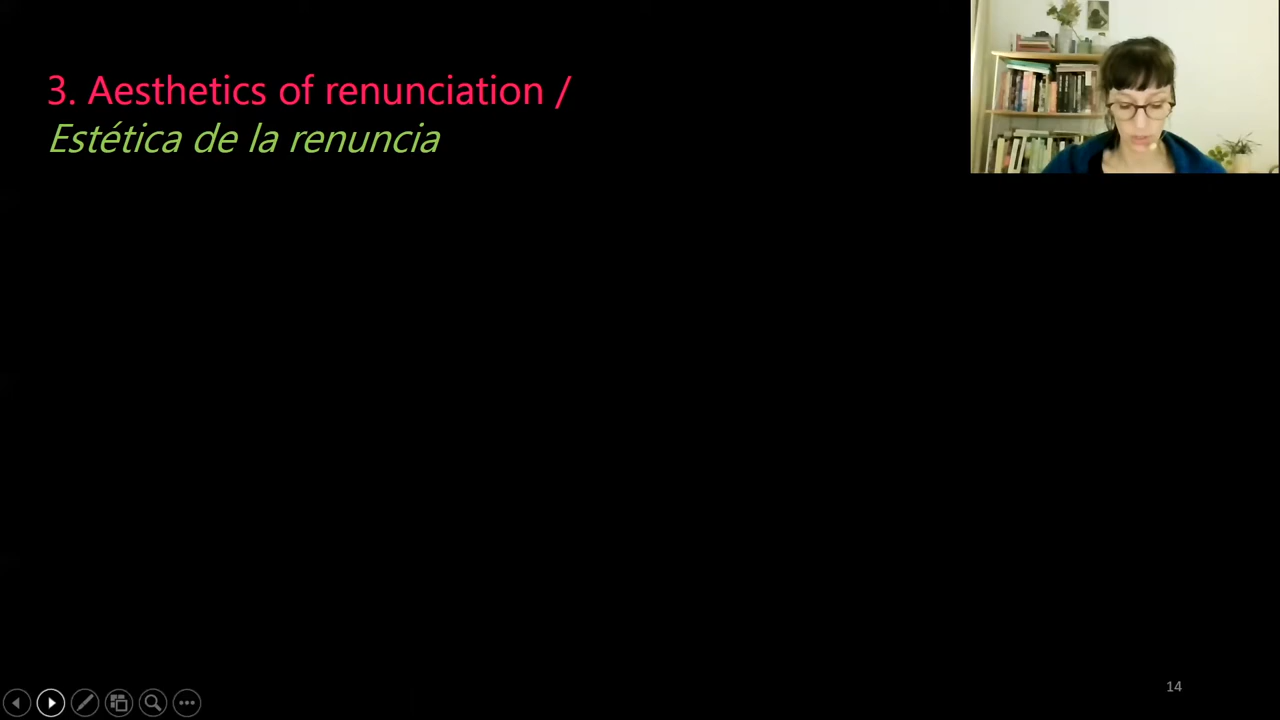 3. Aesthetics of renunciation /
Estética de la renuncia
14